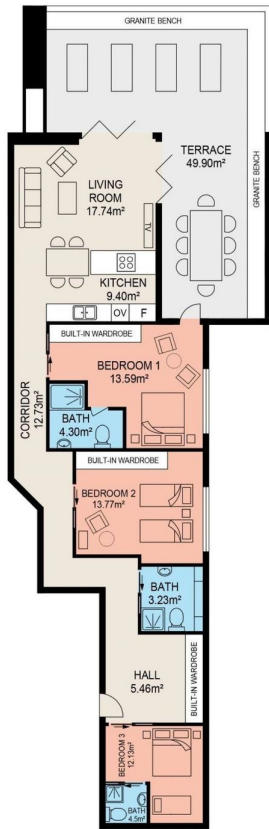 GRANITE BENCH
TERRACE
49.90m²
GRANITE BENCH
LIVING
ROOM
17.74m²
TV
KITCHEN
9.40m²
OV
F
BUILT-IN WARDROBE
BEDROOM 1
13.59m²
CORRIDOR
12.73m²
BATH
4.30m²
BUILT-IN WARDROBE
BEDROOM 2
13.77m²
BATH
3.23m²
HALL
5.46m²
BUILT-IN WARDROBE
BEDROOM 3
12.13m²
BATH
4.5m²